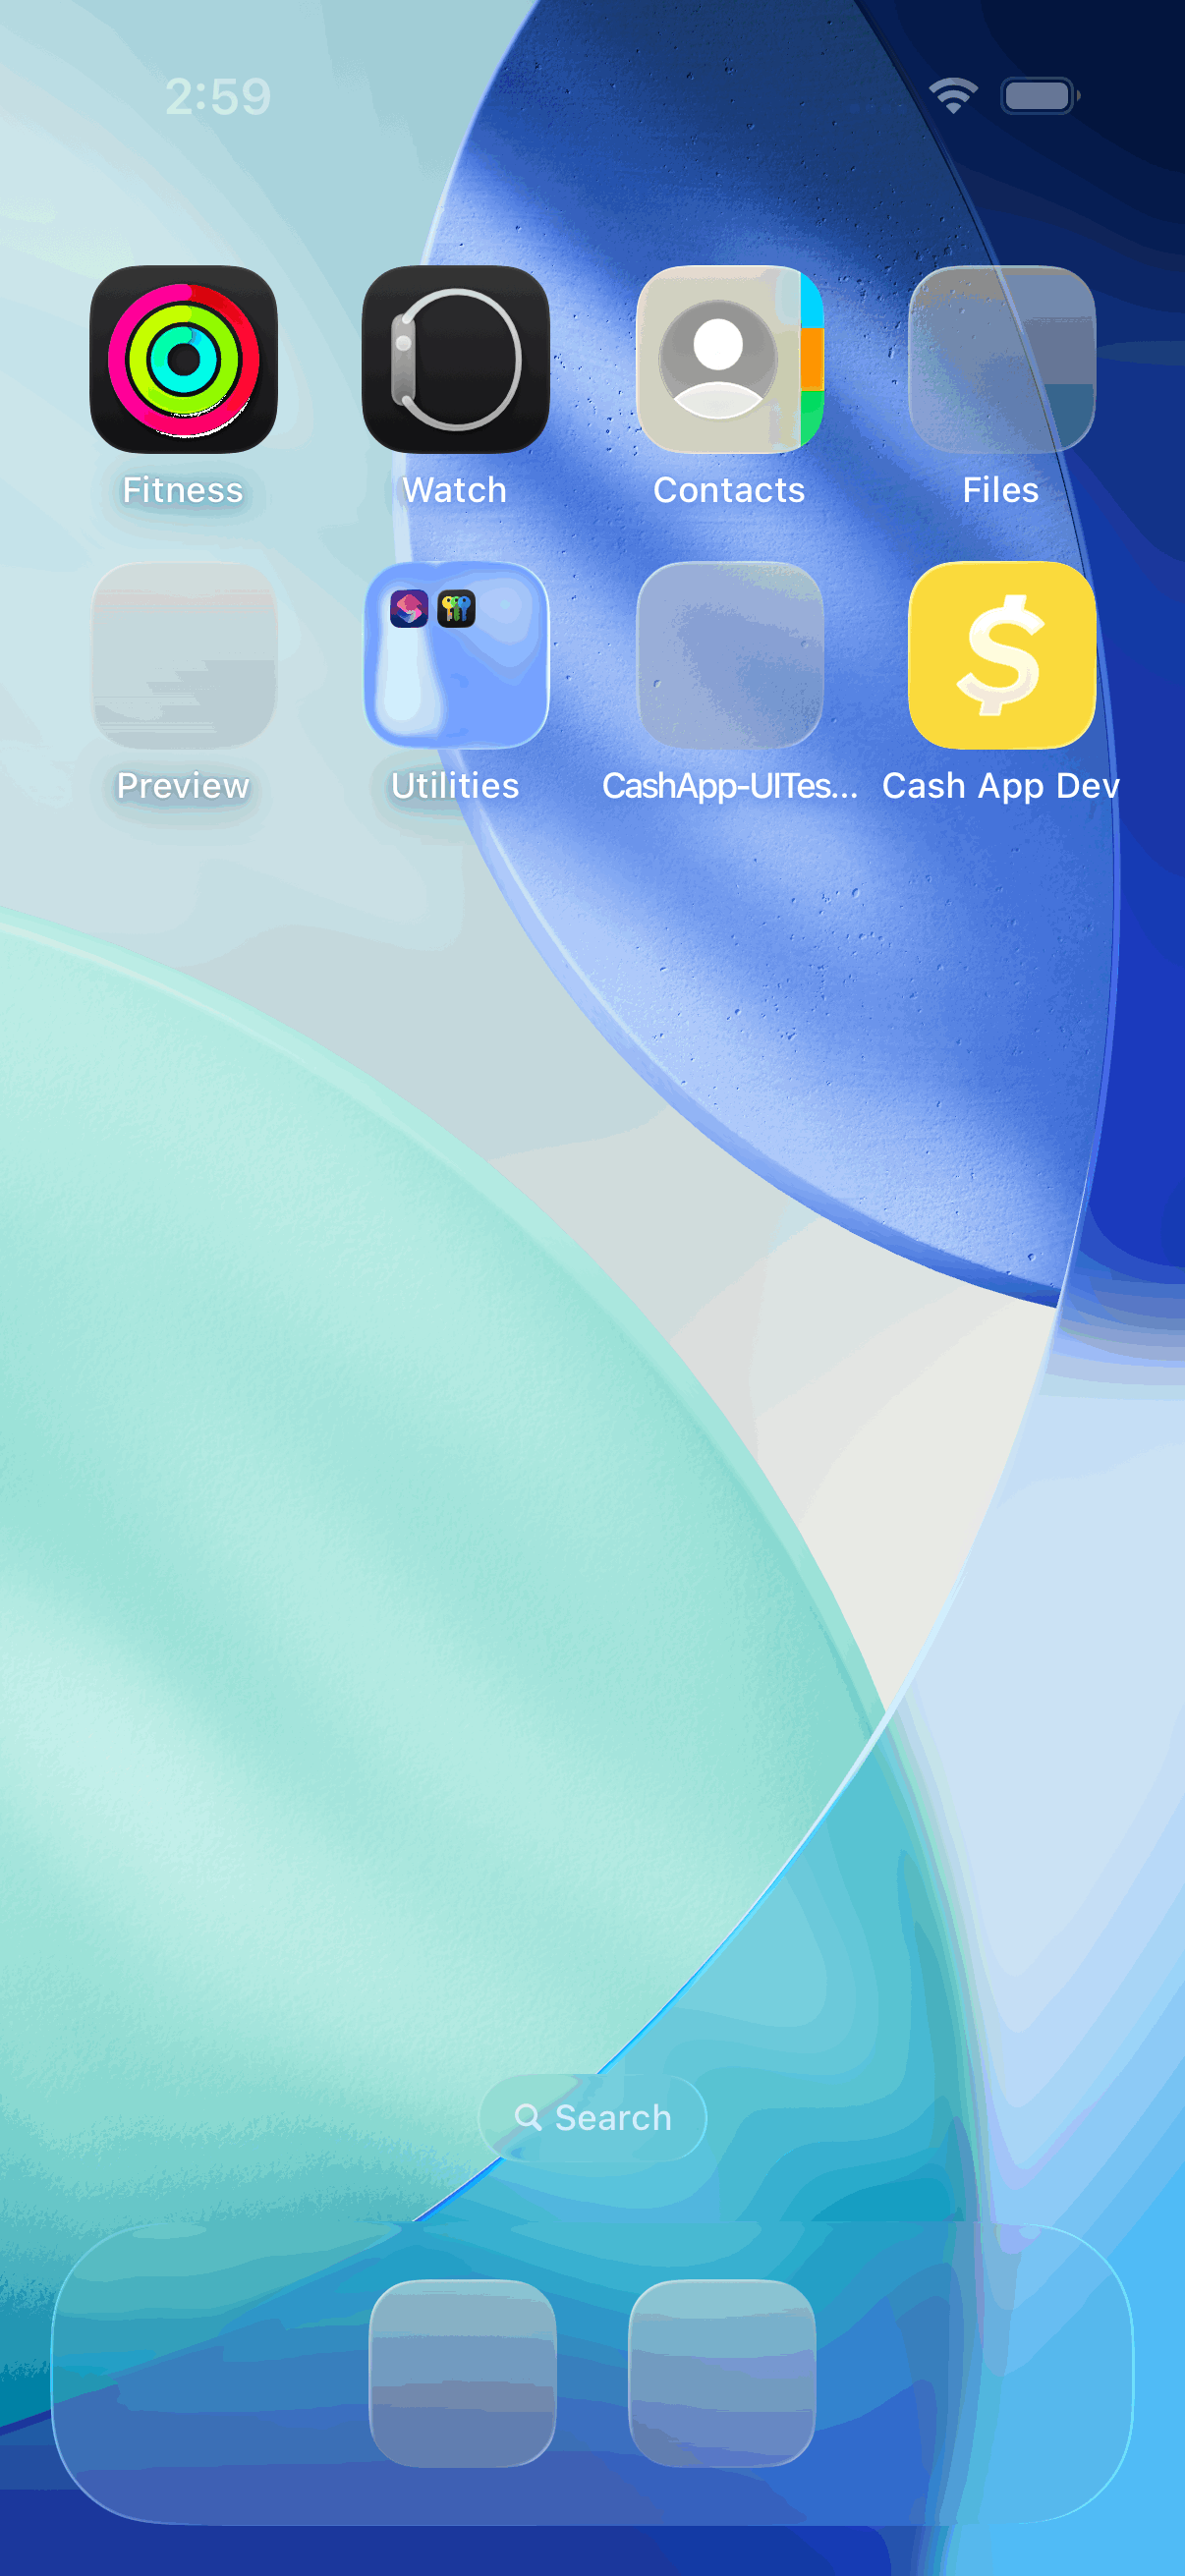 2:59
Fitness
Watch
Contacts
Files
Preview
Utilities
CashApp-UITes...
Cash App Dev
Search